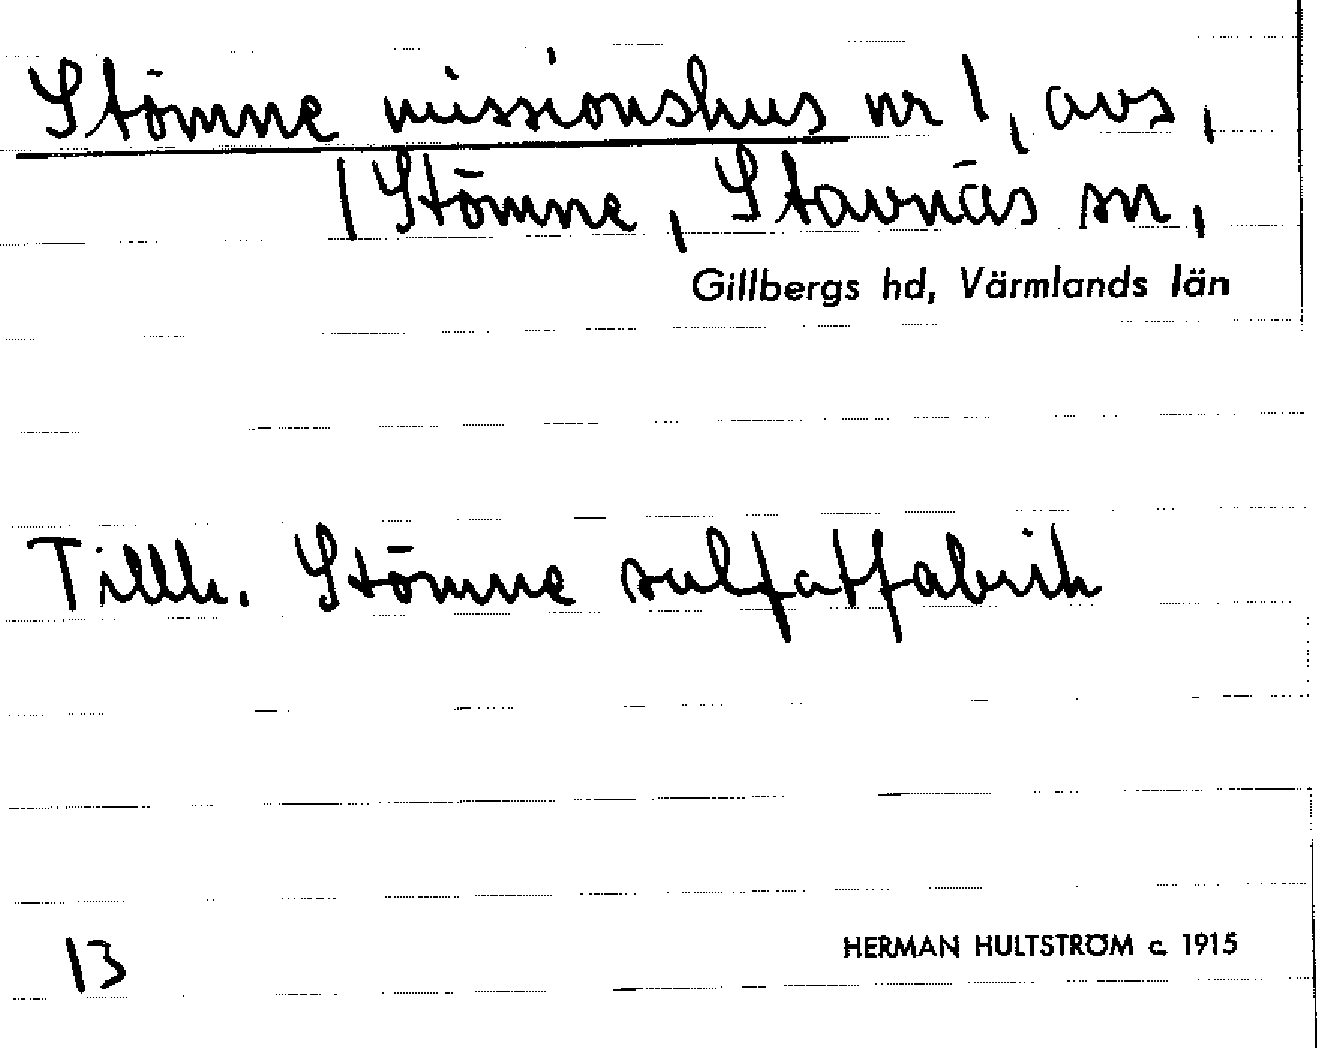 Stömne missionshus nr 1, avs,
1 Stömne, Stavnäs sn,
Gillbergs hd, Värmlands län
Tillh. Stömne sulfatfabrik
13
HERMAN HULTSTRÖM c. 1915